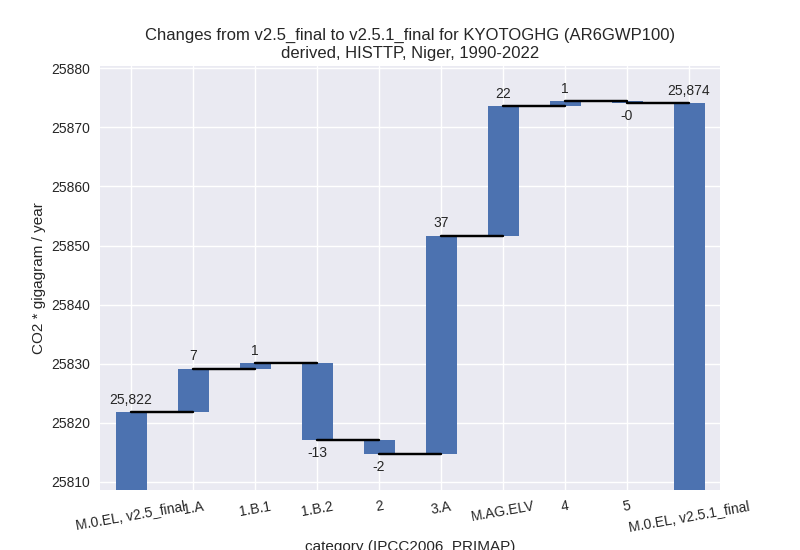 Changes from v2.5_final to v2.5.1_final for KYOTOGHG (AR6GWP100)
derived, HISTTP, Niger, 1990-2022
CO2 * gigagram / year
25880
25870
25860
25850
25840
25830
25820
25810
25,822
7
1
-13
-2
37
22
1
-0
25,874
M.0.EL, v2.5_final
1.A
1.B.1
1.B.2
2
3.A
M.AG.ELV
4
5
M.0.EL, v2.5.1_final
category (IPCC2006_PRIMAP)